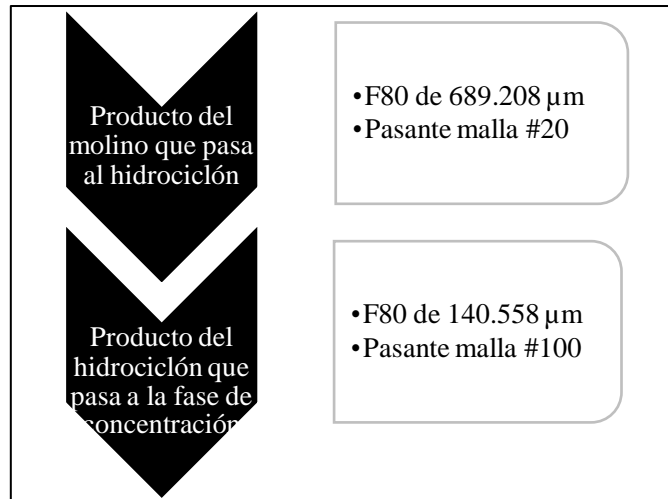 Producto del
molino que pasa
al hidrociclón
•F80 de 689.208 µm
•Pasante malla #20
Producto del
hidrociclón que
pasa a la fase de
concentración
•F80 de 140.558 µm
•Pasante malla #100